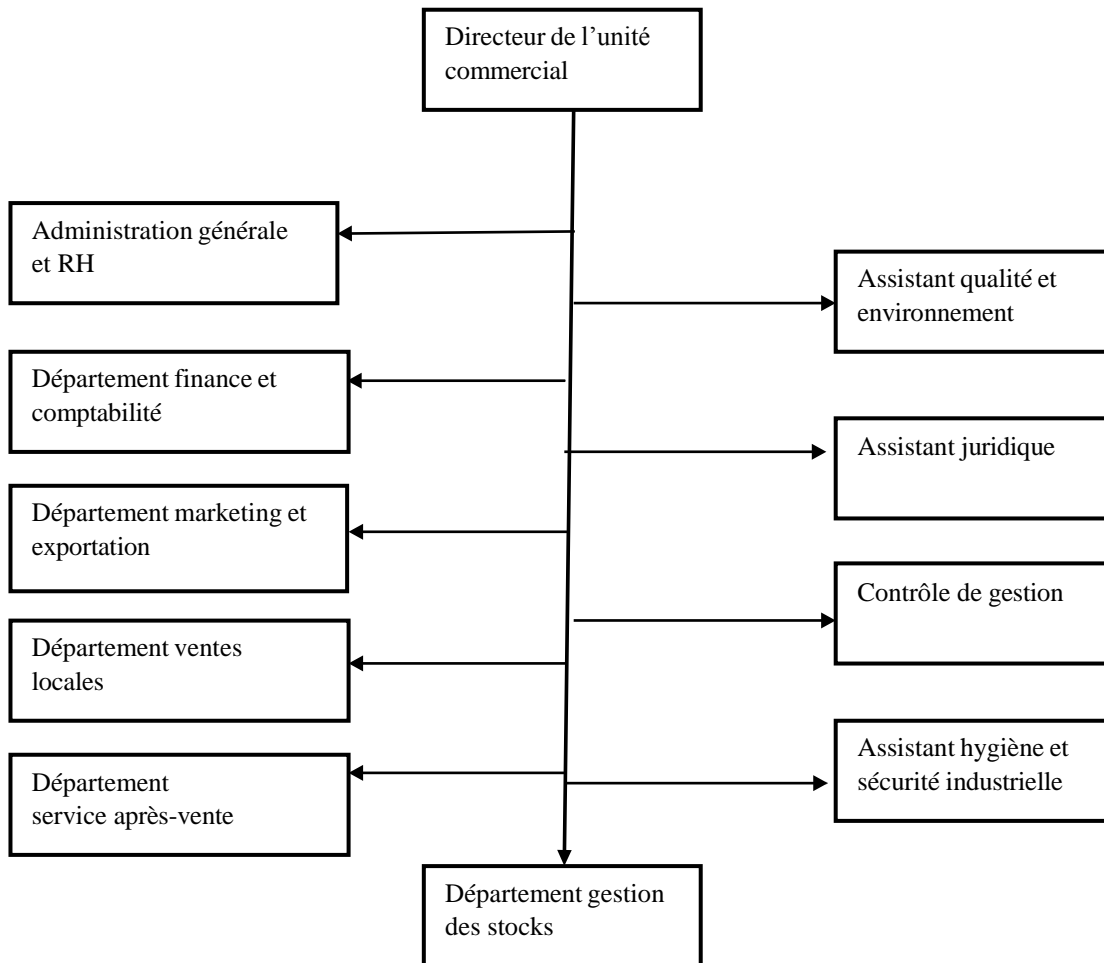 Directeur de l’unité
commercial
Administration générale
et RH
Assistant qualité et
environnement
Département finance et
comptabilité
Assistant juridique
Département marketing et
exportation
Contrôle de gestion
Département ventes
locales
Assistant hygiène et
sécurité industrielle
Département
service après-vente
Département gestion
des stocks